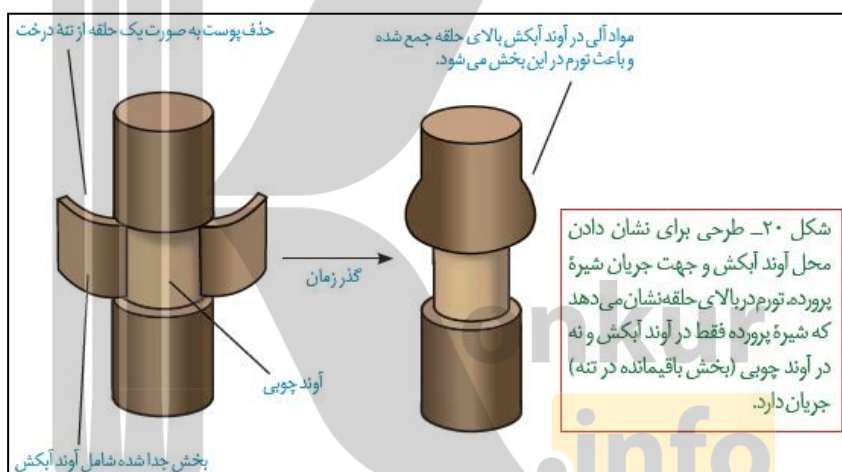 حذف پوست به صورت یک حلقه از تنهٔ درخت
مواد آلی در آوند آبکش بالای حلقه جمع شده
و باعث تورم در این بخش می شود.
گذر زمان
آوند چوبی
بخش جدا شده شامل آوند آبکش
شکل ۲۰_ طرحی برای نشان دادن
محل آوند آبکش و جهت جریان شیرهٔ
پرورده. تورم در بالای حلقه نشان می دهد
که شیرهٔ پرورده فقط در آوند آبکش و نه
در آوند چوبی (بخش باقیمانده در تنه)
جریان دارد.
onkur
.info